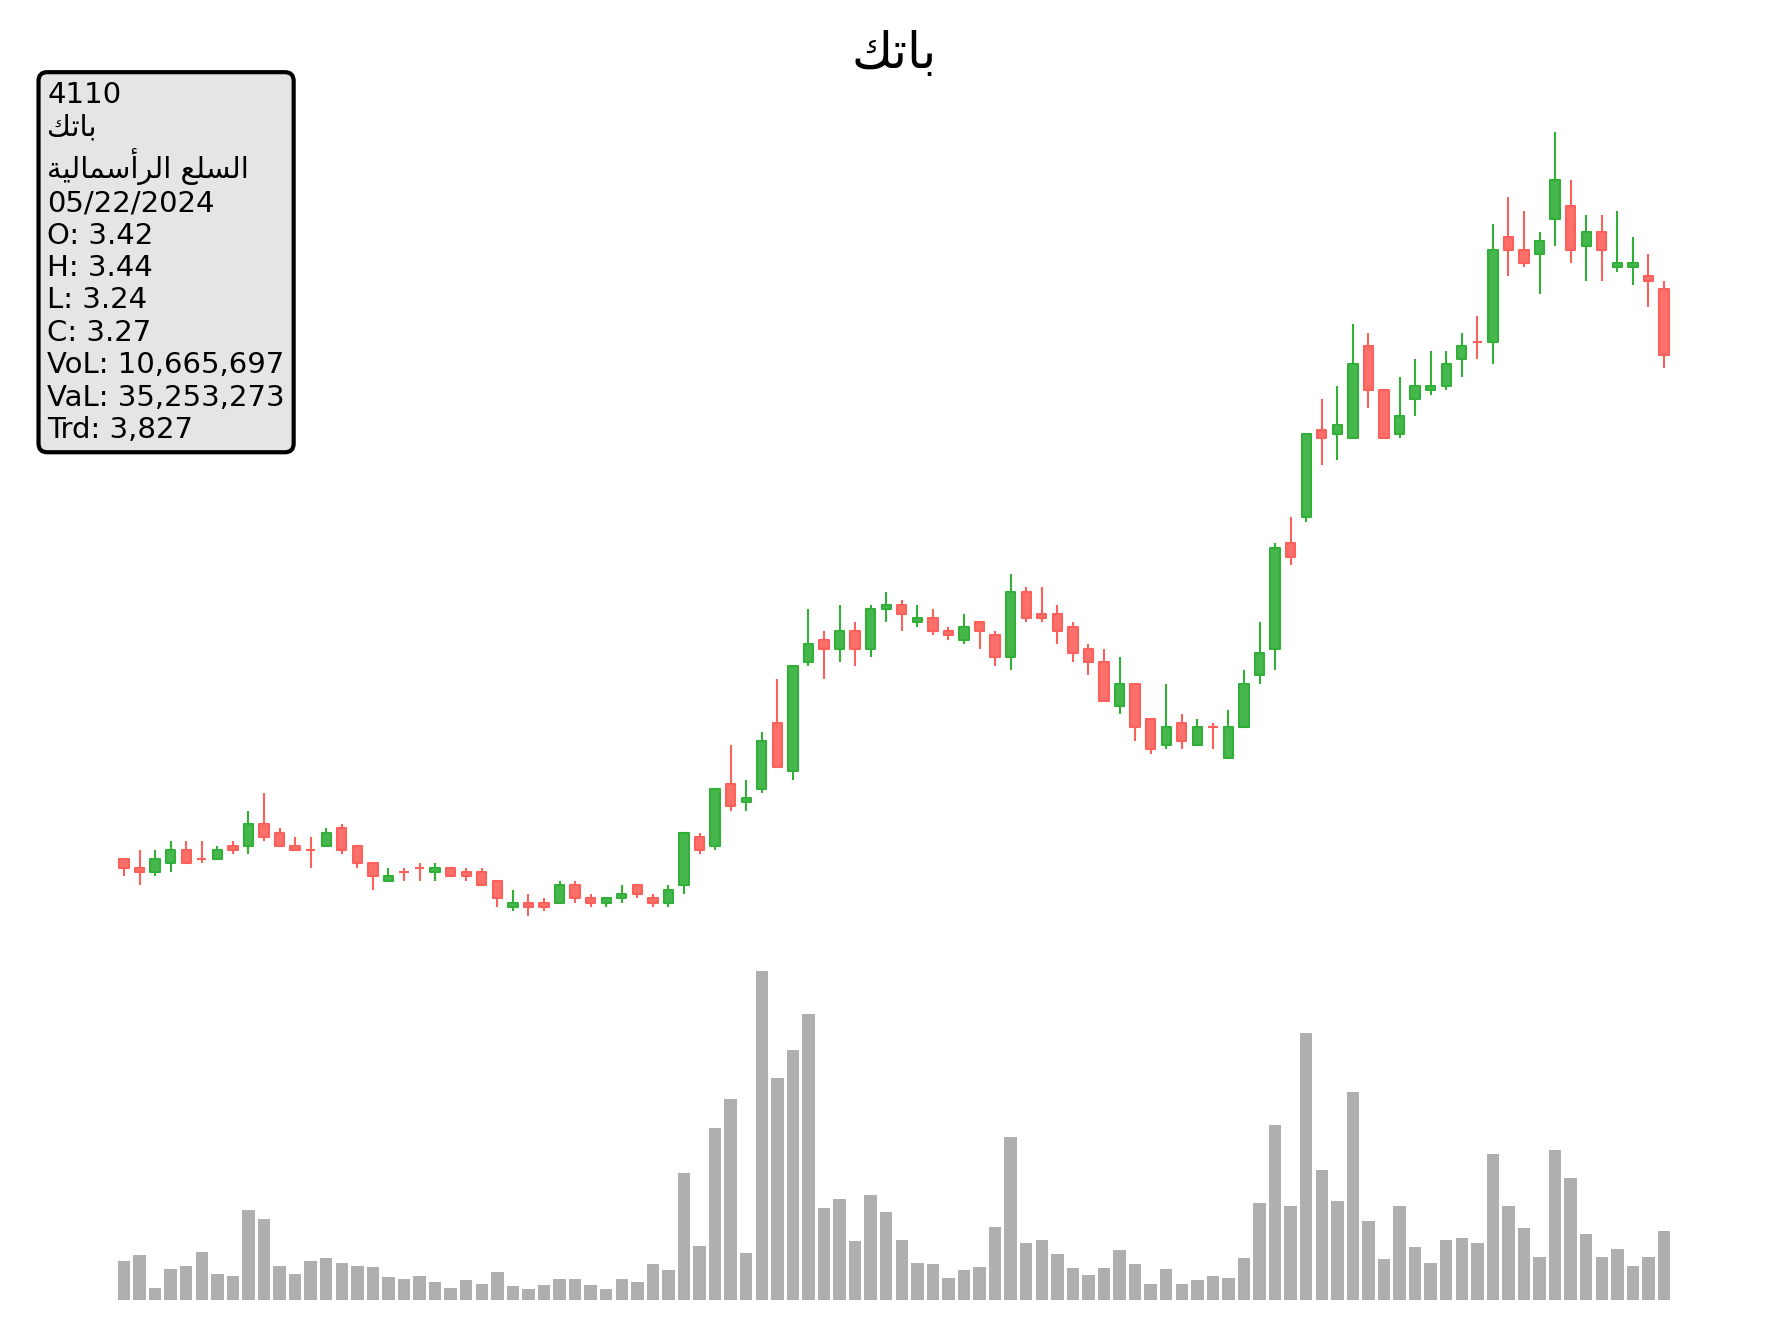 باتك
4110
باتك
السلع الرأسمالية
05/22/2024
O: 3.42
H: 3.44
L: 3.24
C: 3.27
VoL: 10,665,697
VaL: 35,253,273
Trd: 3,827